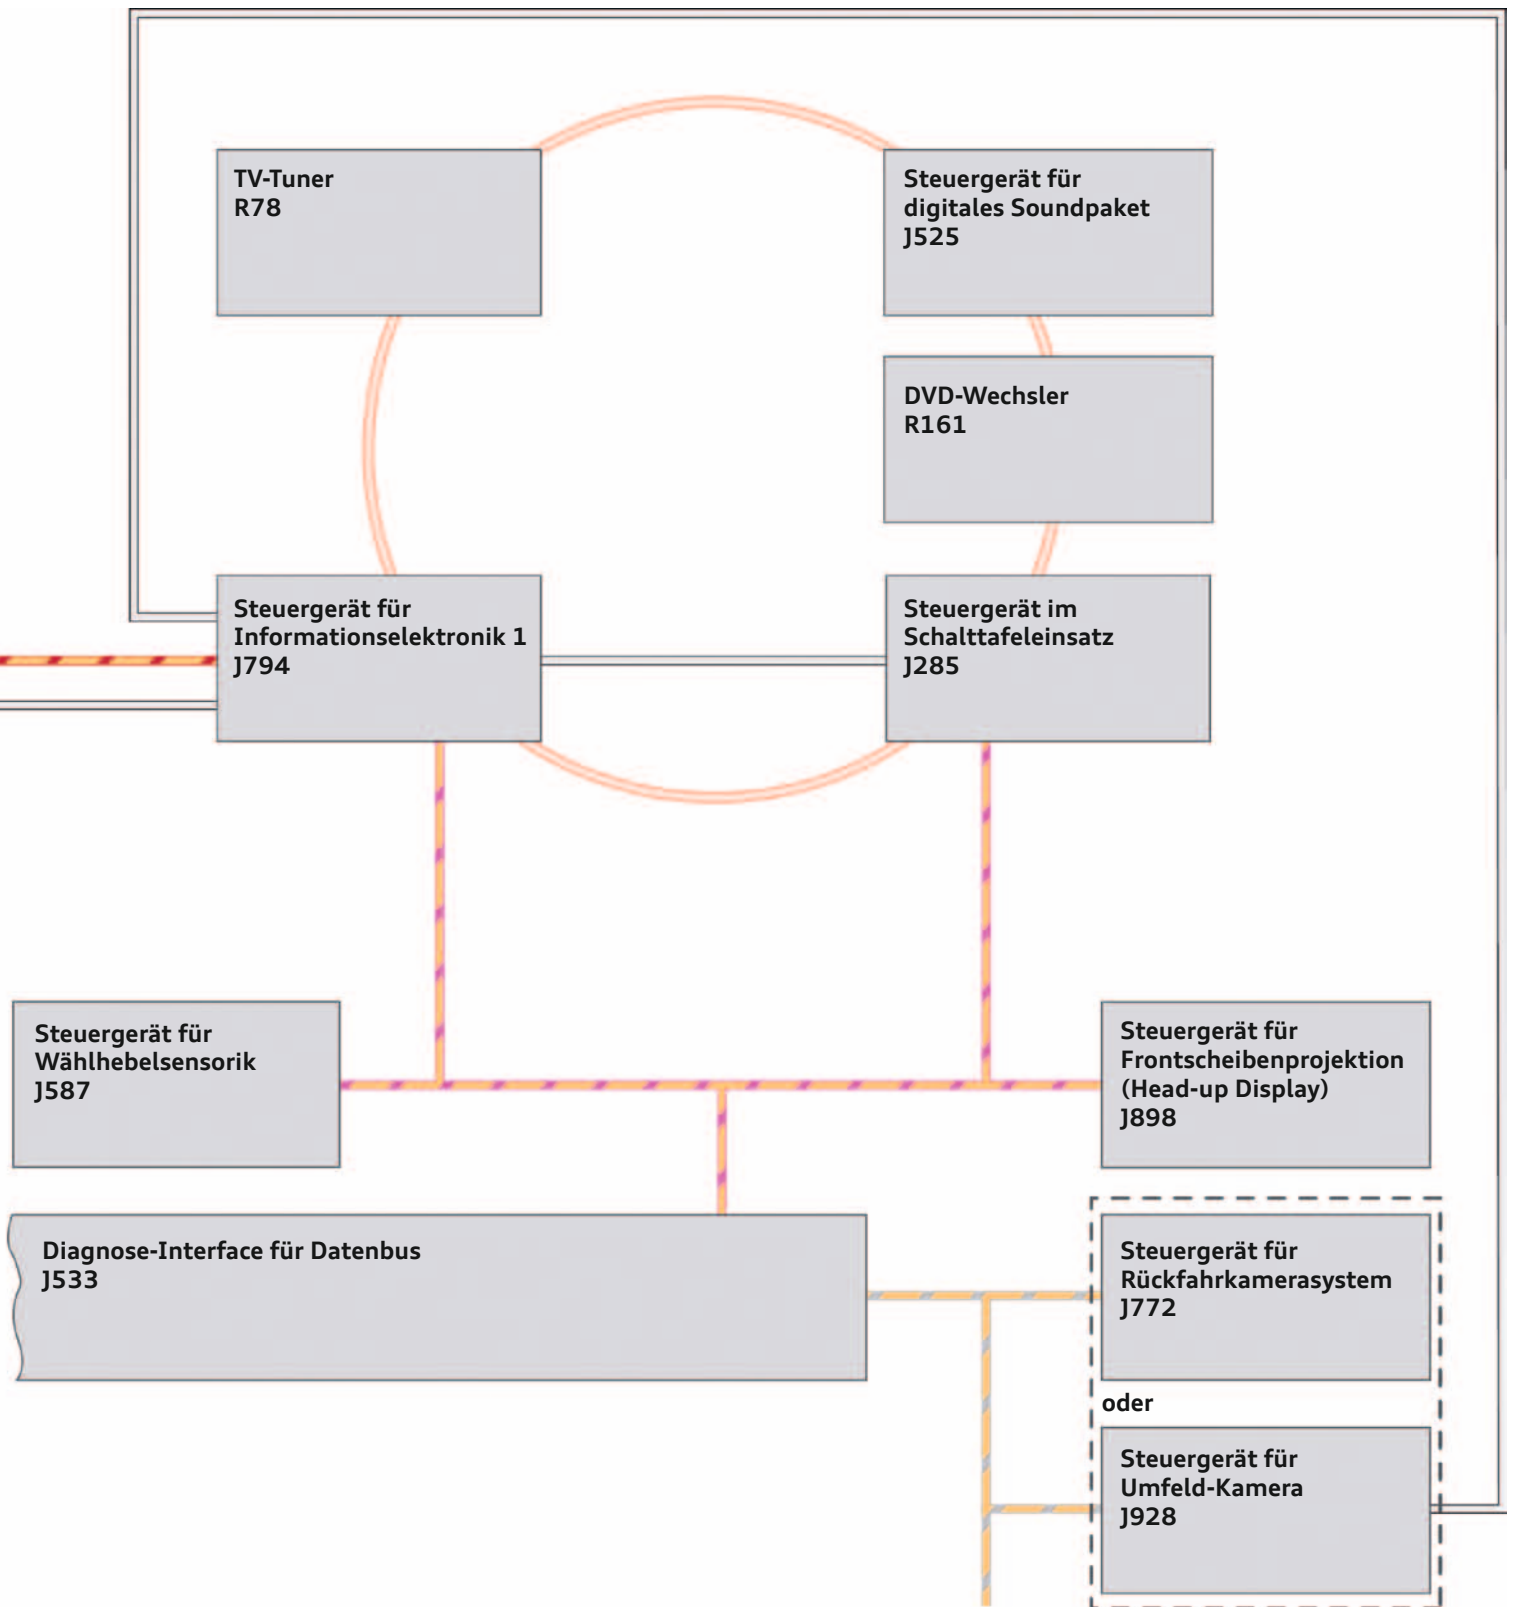 TV-Tuner
R78
Steuergerät für
digitales Soundpaket
J525
DVD-Wechsler
R161
Steuergerät für
Informationselektronik 1
J794
Steuergerät im
Schalttafeleinsatz
J285
Steuergerät für
Wählhebelsensorik
J587
Steuergerät für
Frontscheibenprojektion
(Head-up Display)
J898
Diagnose-Interface für Datenbus
J533
Steuergerät für
Rückfahrkamerasystem
J772
oder
Steuergerät für
Umfeld-Kamera
J928